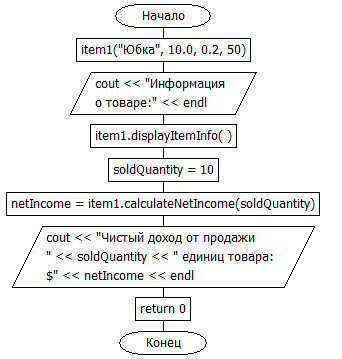 Начало
item1("Юбка", 10.0, 0.2, 50)
cout << "Информация
о товаре:" << endl
item1.displayItemInfo( )
soldQuantity = 10
netIncome = item1.calculateNetIncome(soldQuantity)
cout << "Чистый доход от продажи
" << soldQuantity << " единиц товара:
$" << netIncome << endl
return 0
Конец